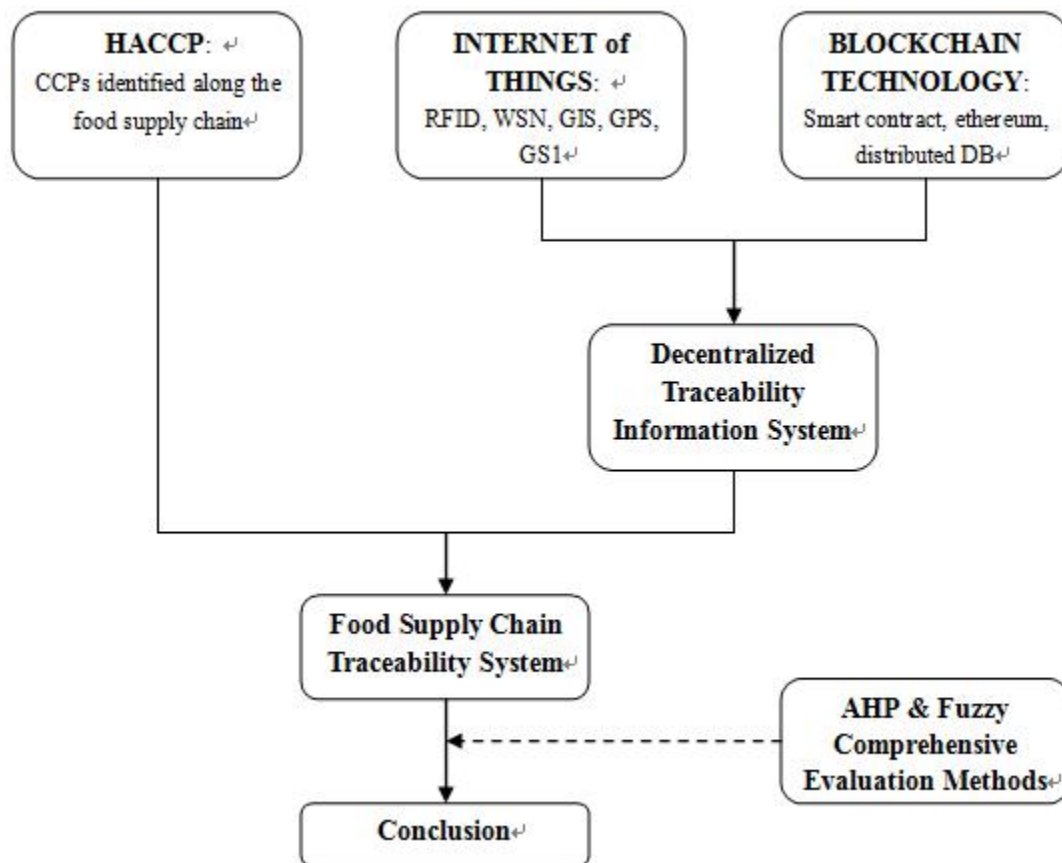 HACCP: ↵
CCPs identified along the
food supply chain↵
INTERNET of
THINGS: ↵
RFID, WSN, GIS, GPS,
GS1↵
BLOCKCHAIN
TECHNOLOGY:
Smart contract, ethereum,
distributed DB↵
Decentralized
Traceability
Information System↵
Food Supply Chain
Traceability System↵
AHP & Fuzzy
Comprehensive
Evaluation Methods↵
Conclusion↵